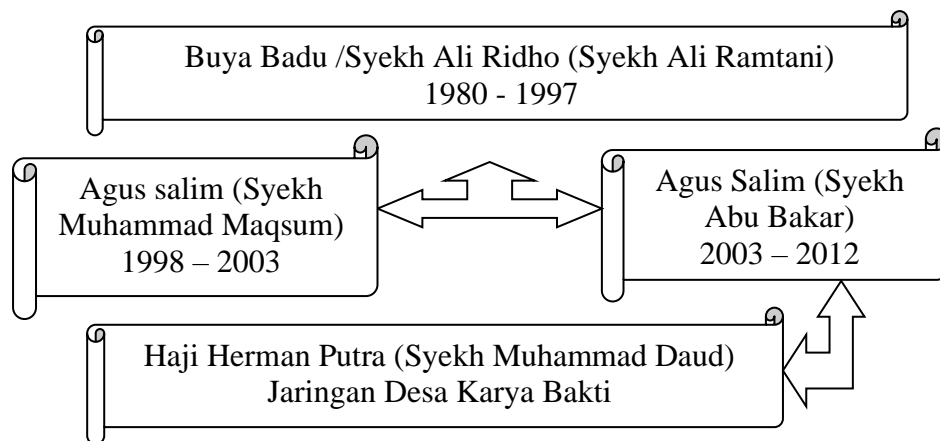 Buya Badu /Syekh Ali Ridho (Syekh Ali Ramtani)
1980 - 1997
Agus salim (Syekh
Muhammad Maqsum)
1998 – 2003
Agus Salim (Syekh
Abu Bakar)
2003 – 2012
Haji Herman Putra (Syekh Muhammad Daud)
Jaringan Desa Karya Bakti